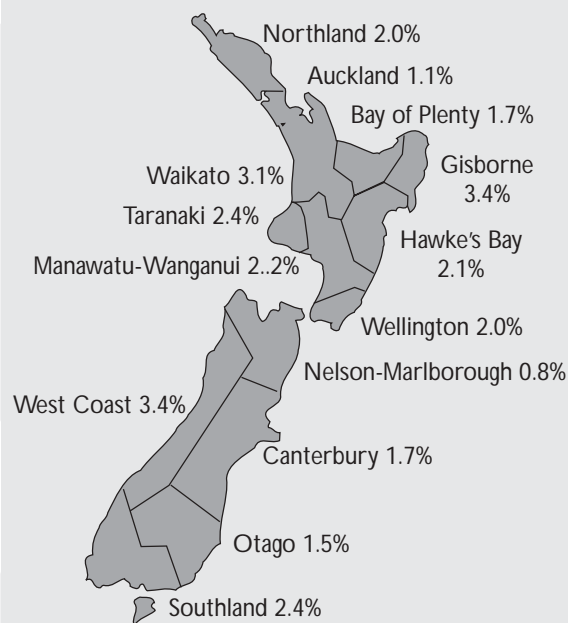 Northland 2.0%
Auckland 1.1%
Bay of Plenty 1.7%
Waikato 3.1%
Gisborne
3.4%
Taranaki 2.4%
Hawke's Bay
2.1%
Manawatu-Wanganui 2..2%
Wellington 2.0%
Nelson-Marlborough 0.8%
West Coast 3.4%
Canterbury 1.7%
Otago 1.5%
Southland 2.4%